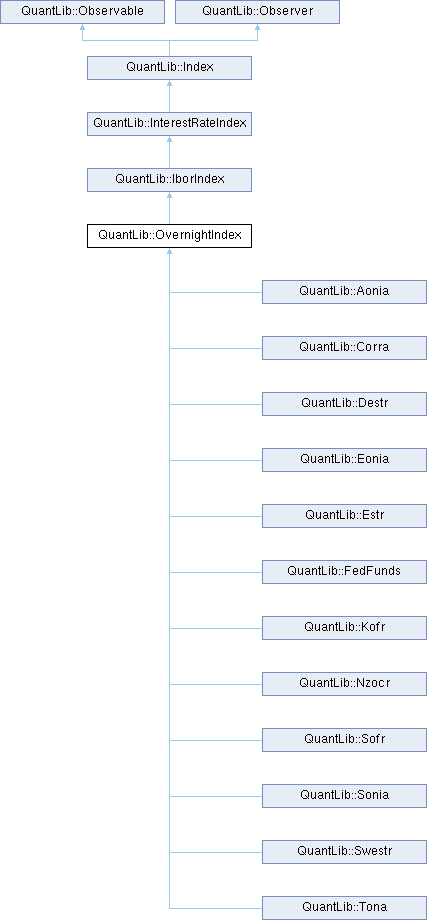 QuantLib::Observable
QuantLib::Observer
QuantLib::Index
QuantLib::InterestRateIndex
QuantLib::IborIndex
QuantLib::OvernightIndex
QuantLib::Aonia
QuantLib::Corra
QuantLib::Destr
QuantLib::Eonia
QuantLib::Estr
QuantLib::FedFunds
QuantLib::Kofr
QuantLib::Nzocr
QuantLib::Sofr
QuantLib::Sonia
QuantLib::Swestr
QuantLib::Tona